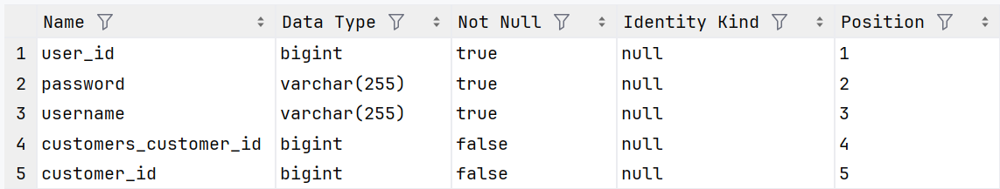 Name Data Type Not Null Identity Kind Position
1 user_id bigint true null 1
2 password varchar(255) true null 2
3 username varchar(255) true null 3
4 customers_customer_id bigint false null 4
5 customer_id bigint false null 5